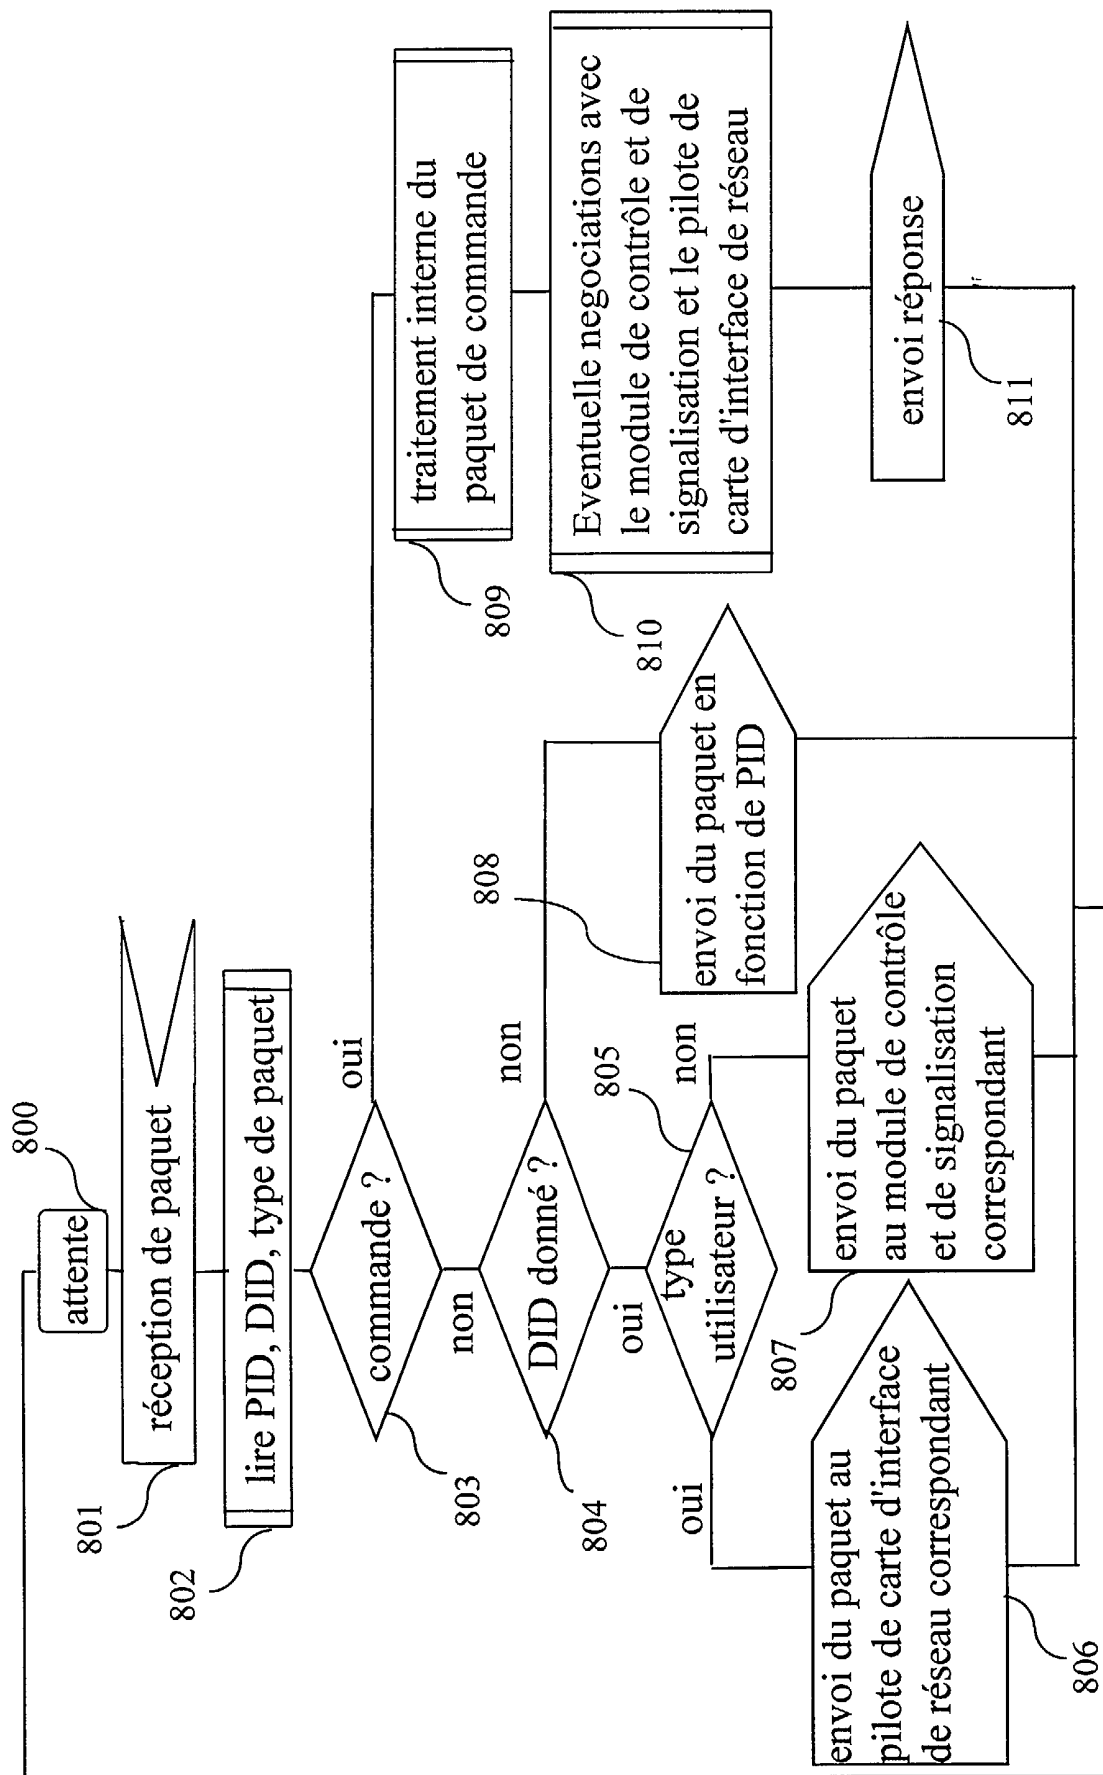 attente
800
réception de paquet
801
lire PID, DID, type de paquet
802
commande ?
803
oui
non
DID donné ?
804
non
oui
type
utilisateur ?
805
oui
non
envoi du paquet au
pilote de carte d'interface
de réseau correspondant
806
envoi du paquet
au module de contrôle
et de signalisation
correspondant
807
envoi du paquet en
fonction de PID
808
traitement interne du
paquet de commande
809
Eventuelle negociations avec
le module de contrôle et de
signalisation et le pilote de
carte d'interface de réseau
810
envoi réponse
811